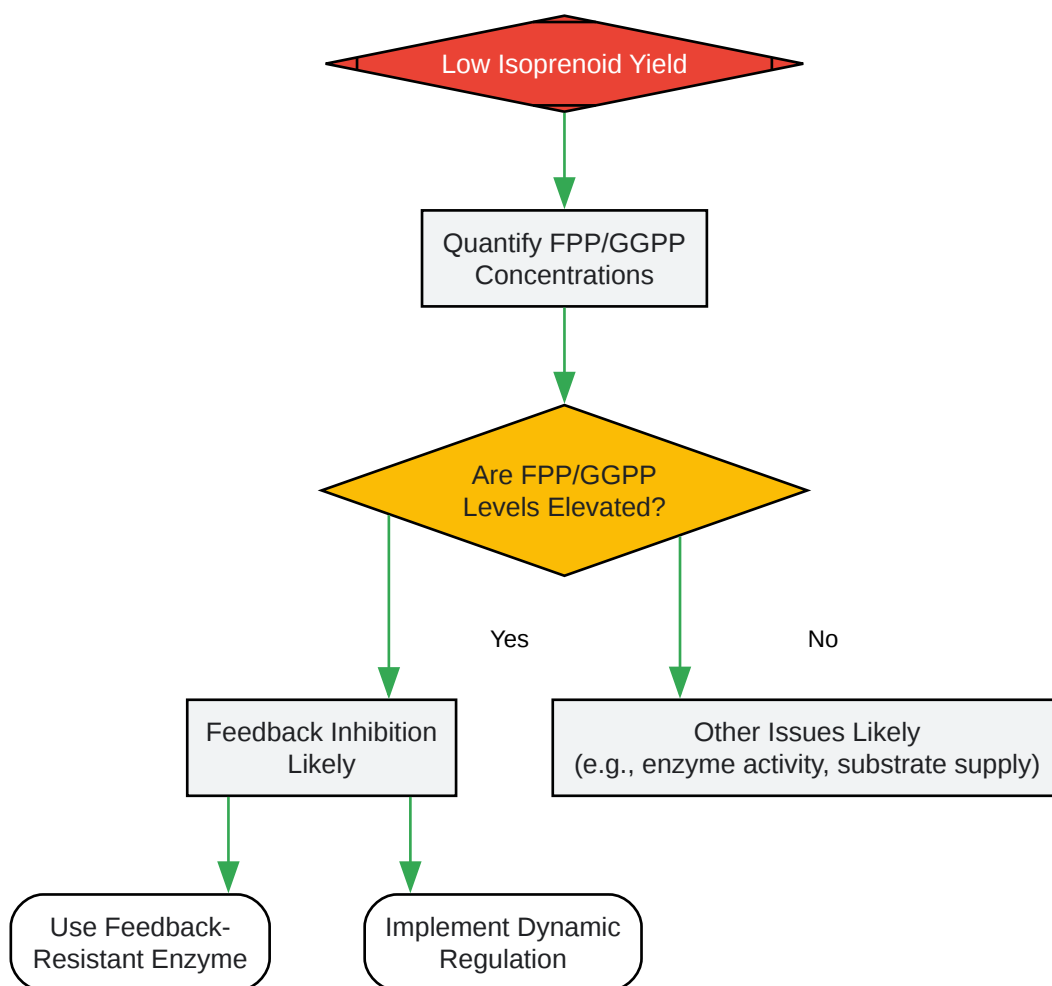 Low Isoprenoid Yield
Quantify FPP/GGPP
Concentrations
Are FPP/GGPP
Levels Elevated?
Yes
No
Feedback Inhibition
Likely
Other Issues Likely
(e.g., enzyme activity, substrate supply)
Use Feedback-
Resistant Enzyme
Implement Dynamic
Regulation